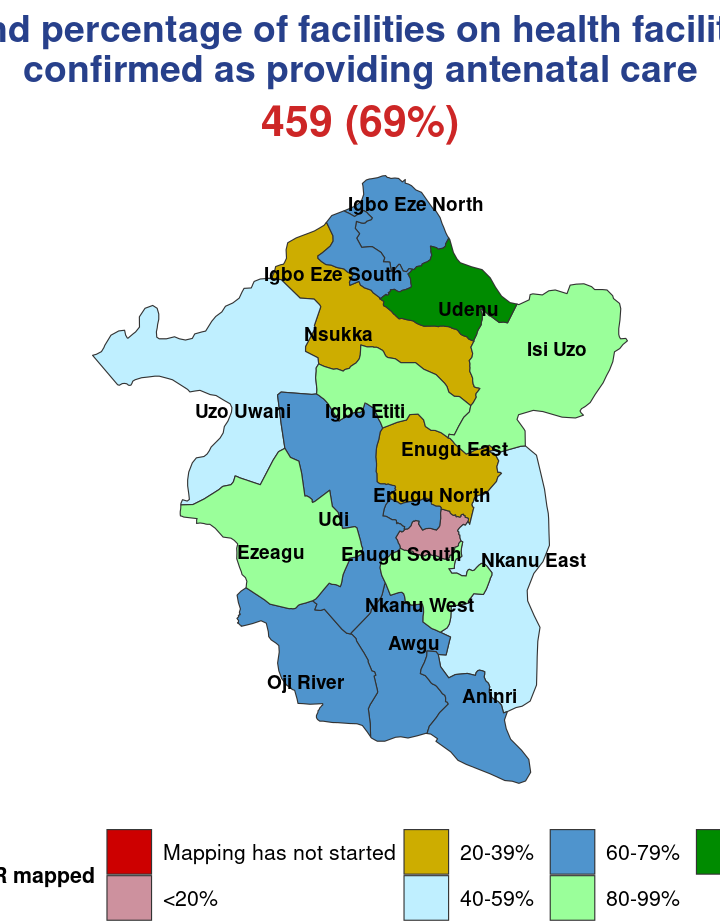 percentage of facilities on health
confirmed as providing antenatal care
459 (69%)
Igbo Eze North
Igbo Eze South
Udenu
Nsukka
Isi Uzo
Uzo Uwani
Igbo Etiti
Enugu East
Enugu North
Udi
Ezeagu
Enugu South
Nkanu East
Nkanu West
Awgu
Oji River
Aninri
mapped
Mapping has not started
20-39%
60-79%
<20%
40-59%
80-99%